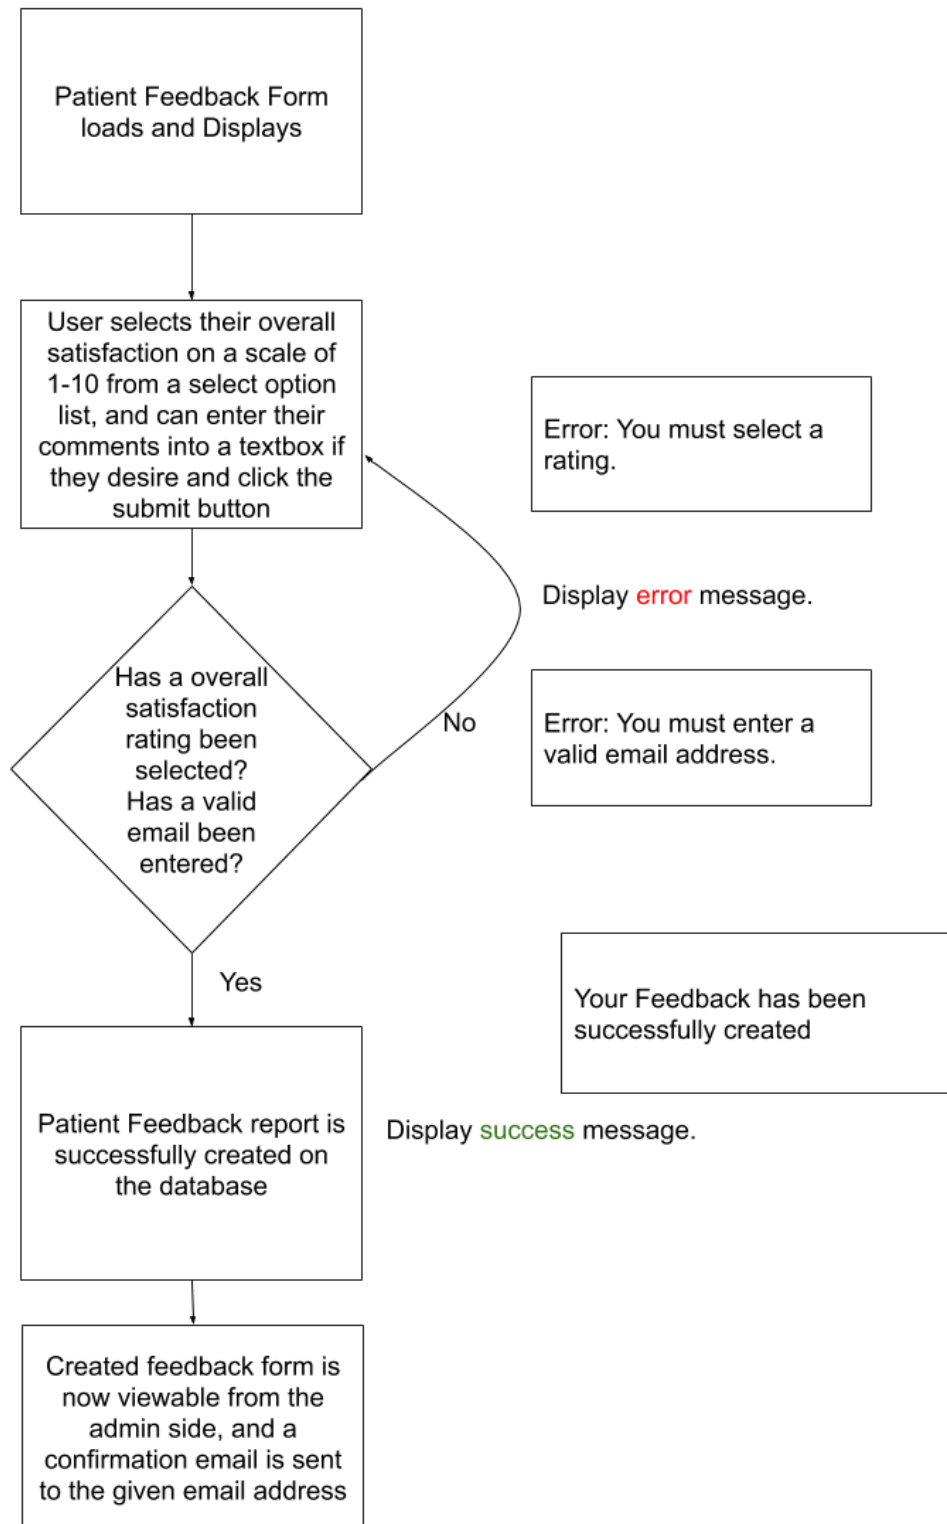 Patient Feedback Form
loads and Displays
User selects their overall
satisfaction on a scale of
1-10 from a select option
list, and can enter their
comments into a textbox if
they desire and click the
submit button
Error: You must select a
rating.
Display error message.
Has a overall
satisfaction
rating been
selected?
Has a valid
email been
entered?
No
Error: You must enter a
valid email address.
Yes
Your Feedback has been
successfully created
Patient Feedback report is
successfully created on
the database
Display success message.
Created feedback form is
now viewable from the
admin side, and a
confirmation email is sent
to the given email address